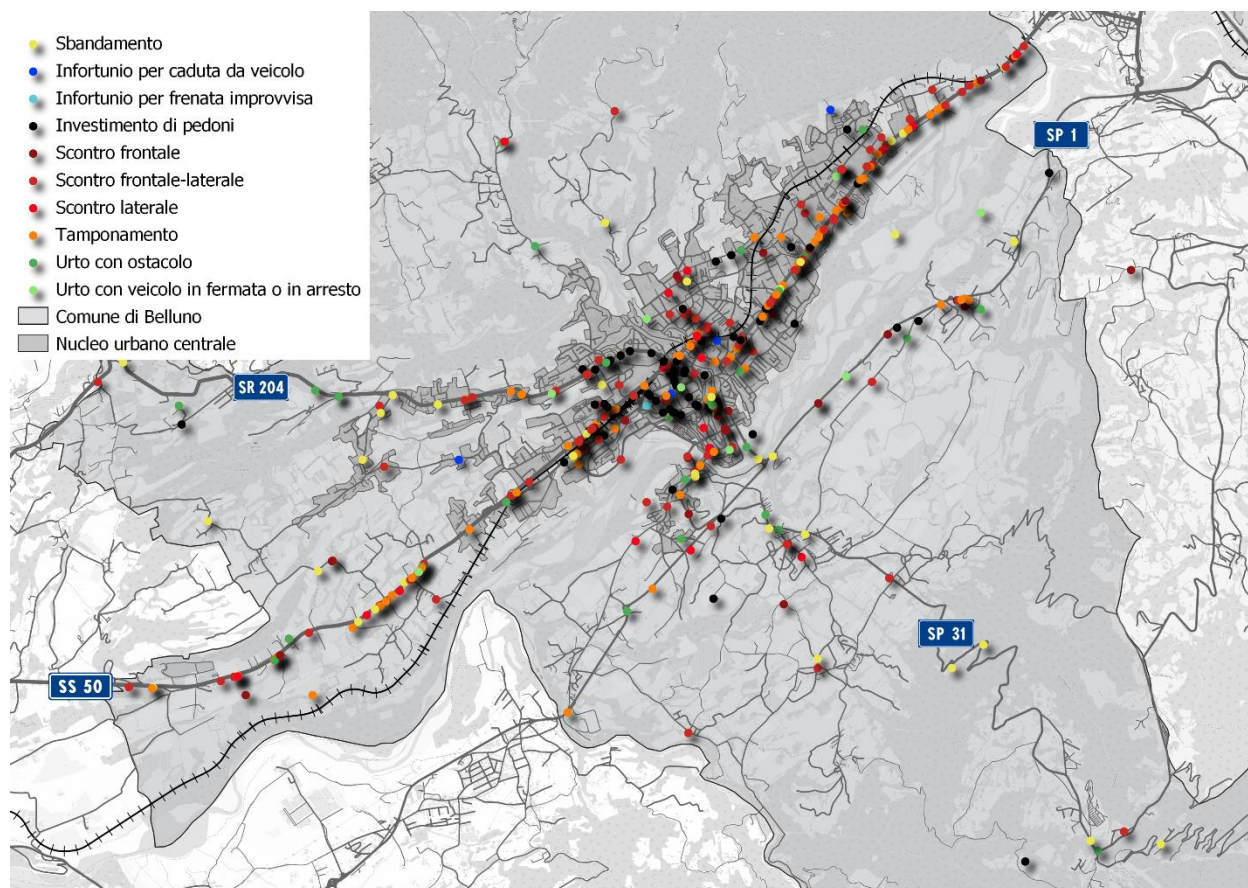 Sbandamento
Infortunio per caduta da veicolo
Infortunio per frenata improvvisa
Investimento di pedoni
Scontro frontale
Scontro frontale-laterale
Scontro laterale
Tamponamento
Urto con ostacolo
Urto con veicolo in fermata o in arresto
Comune di Belluno
Nucleo urbano centrale
SP 1
SR 204
SP 31
SS 50